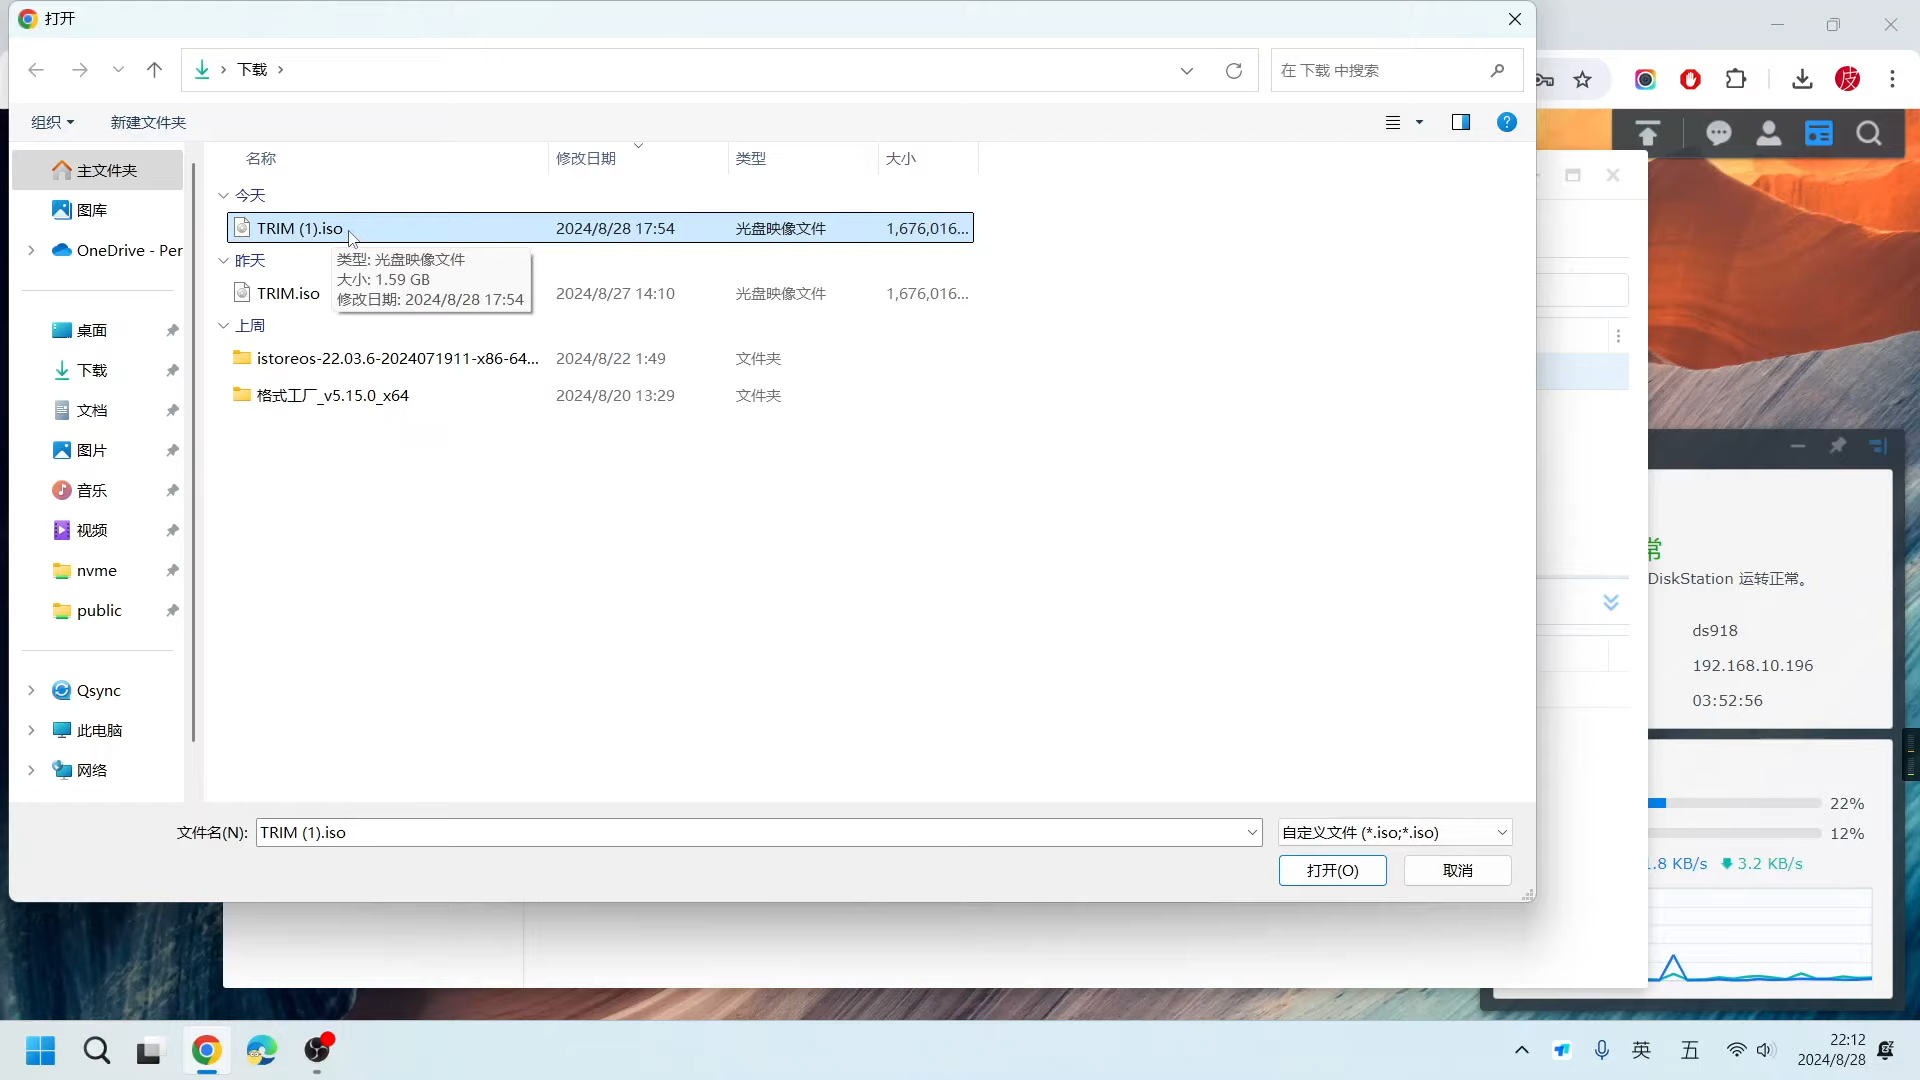 打开
下载
在 下载 中搜索
组织
新建文件夹
名称
修改日期
类型
大小
主文件夹
图库
OneDrive - Per
桌面
下载
文档
图片
音乐
视频
nvme
public
Qsync
此电脑
网络
今天
TRIM (1).iso
2024/8/28 17:54
光盘映像文件
1,676,016...
昨天
TRIM.iso
2024/8/27 14:10
光盘映像文件
1,676,016...
类型: 光盘映像文件
大小: 1.59 GB
修改日期: 2024/8/28 17:54
上周
istoreos-22.03.6-2024071911-x86-64...
2024/8/22 1:49
文件夹
格式工厂_v5.15.0_x64
2024/8/20 13:29
文件夹
文件名(N):
TRIM (1).iso
自定义文件 (*.iso;*.iso)
打开(O)
取消
皮
常
DiskStation 运转正常。
ds918
192.168.10.196
03:52:56
22%
12%
.8 KB/s
3.2 KB/s
英
五
22:12
2024/8/28